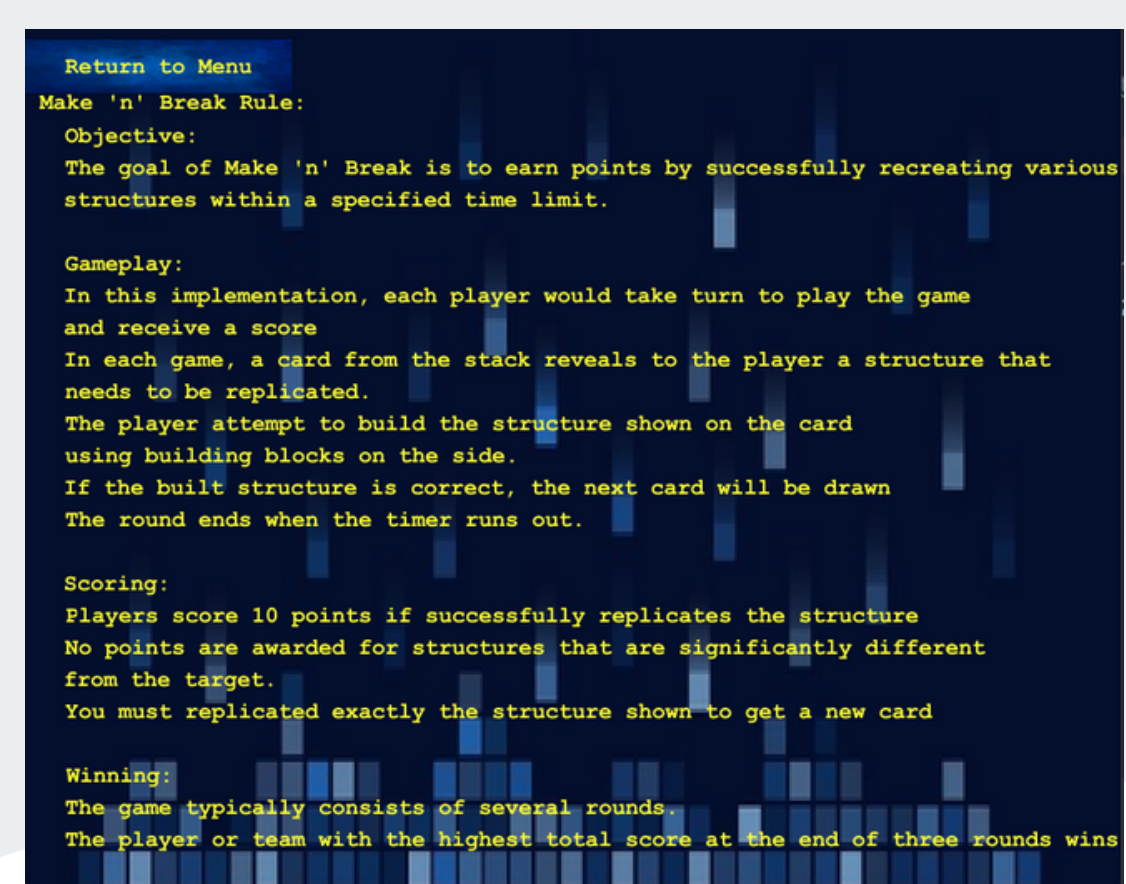 Return to Menu
Make 'n' Break Rule:
Objective:
The goal of Make 'n' Break is to earn points by successfully recreating various
structures within a specified time limit.
Gameplay:
In this implementation, each player would take turn to play the game
and receive a score
In each game, a card from the stack reveals to the player a structure that
needs to be replicated.
The player attempt to build the structure shown on the card
using building blocks on the side.
If the built structure is correct, the next card will be drawn
The round ends when the timer runs out.
Scoring:
Players score 10 points if successfully replicates the structure
No points are awarded for structures that are significantly different
from the target.
You must replicated exactly the structure shown to get a new card
Winning:
The game typically consists of several rounds.
The player or team with the highest total score at the end of three rounds wins